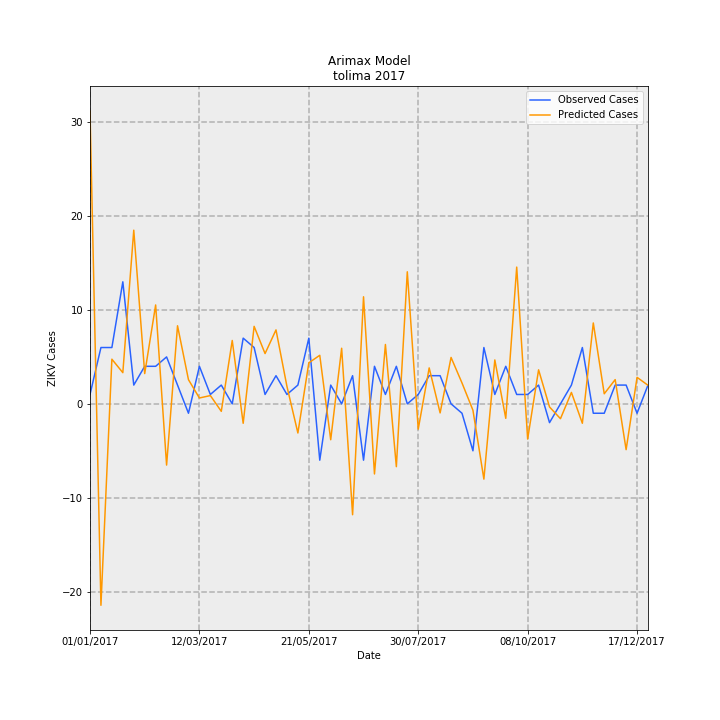 Arimax Model
tolima 2017
Observed Cases
Predicted Cases
ZIKV Cases
30
20
10
0
−10
−20
01/01/2017 12/03/2017 21/05/2017 30/07/2017 08/10/2017 17/12/2017
Date